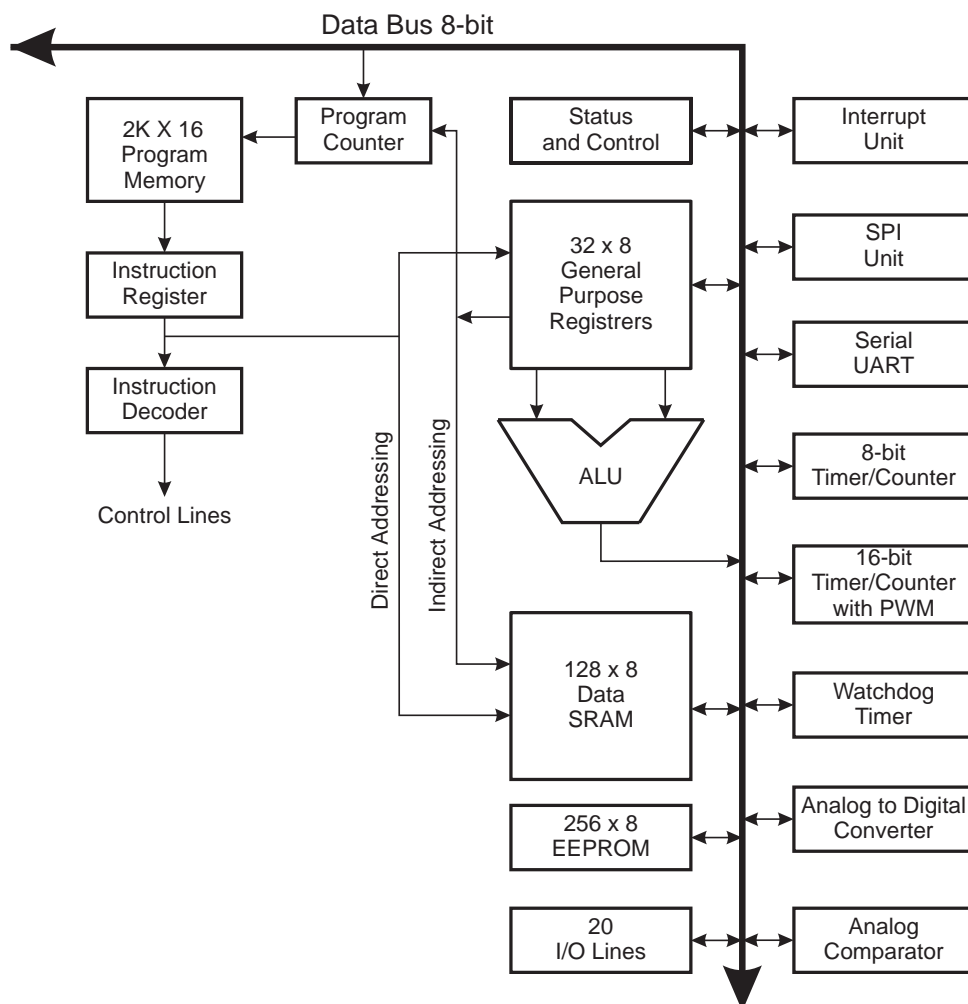 Data Bus 8-bit
2K X 16
Program
Memory
Program
Counter
Status
and Control
Interrupt
Unit
Instruction
Register
32 x 8
General
Purpose
Registrers
SPI
Unit
Serial
UART
Instruction
Decoder
Control Lines
Direct Addressing
Indirect Addressing
ALU
8-bit
Timer/Counter
16-bit
Timer/Counter
with PWM
128 x 8
Data
SRAM
Watchdog
Timer
256 x 8
EEPROM
Analog to Digital
Converter
20
I/O Lines
Analog
Comparator